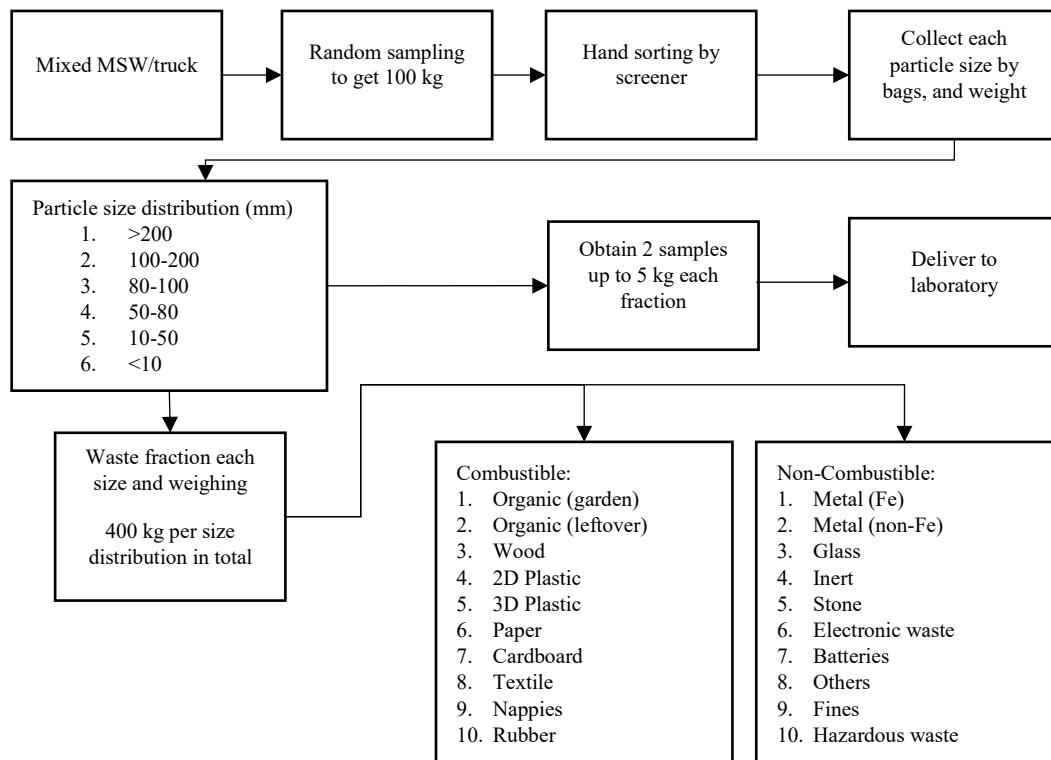 Mixed MSW/truck
Random sampling
to get 100 kg
Hand sorting by
screener
Collect each
particle size by
bags, and weight
Particle size distribution (mm)
1. >200
2. 100-200
3. 80-100
4. 50-80
5. 10-50
6. <10
Obtain 2 samples
up to 5 kg each
fraction
Deliver to
laboratory
Waste fraction each
size and weighing
400 kg per size
distribution in total
Combustible:
1. Organic (garden)
2. Organic (leftover)
3. Wood
4. 2D Plastic
5. 3D Plastic
6. Paper
7. Cardboard
8. Textile
9. Nappies
10. Rubber
Non-Combustible:
1. Metal (Fe)
2. Metal (non-Fe)
3. Glass
4. Inert
5. Stone
6. Electronic waste
7. Batteries
8. Others
9. Fines
10. Hazardous waste